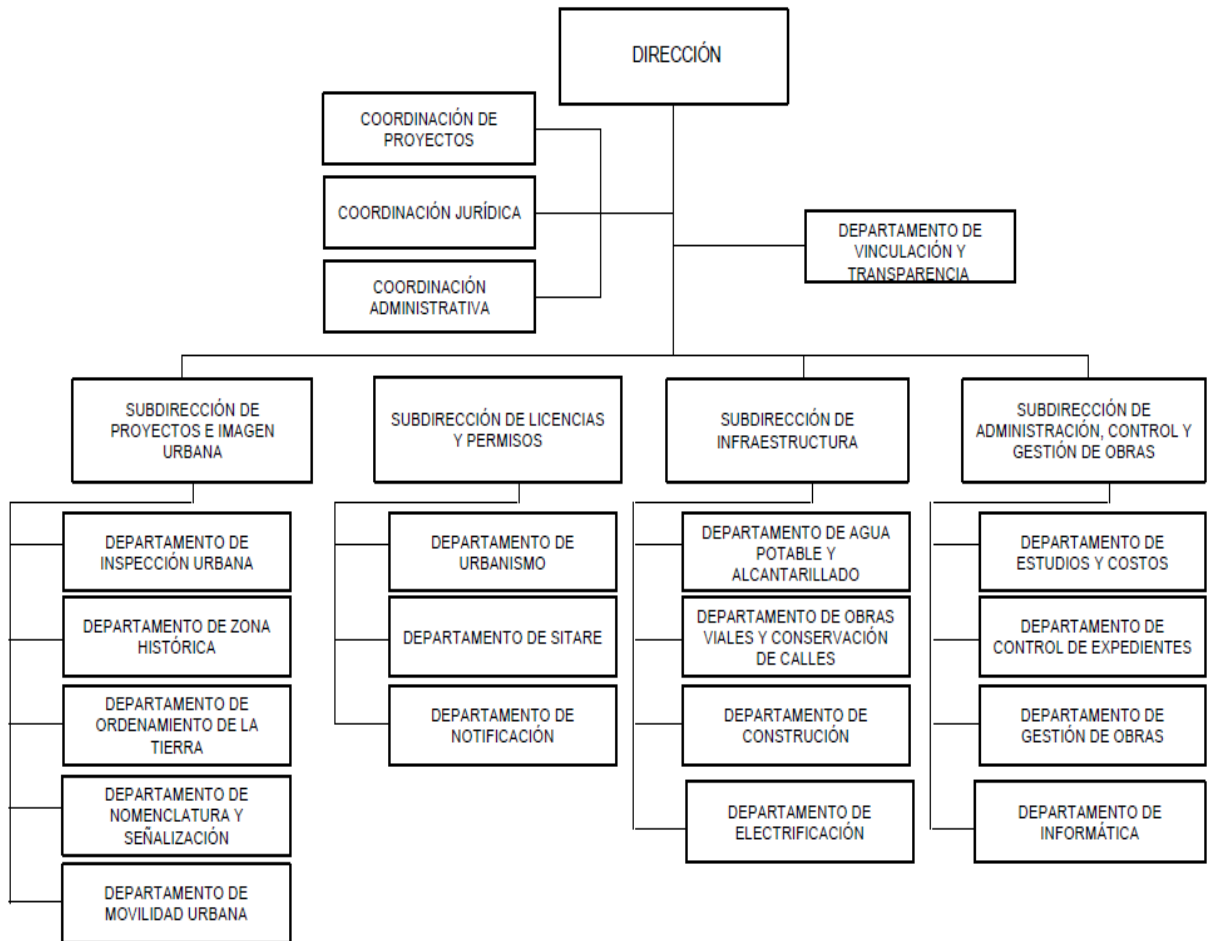 DIRECCIÓN
COORDINACIÓN DE
PROYECTOS
COORDINACIÓN JURÍDICA
COORDINACIÓN
ADMINISTRATIVA
DEPARTAMENTO DE
VINCULACIÓN Y
TRANSPARENCIA
SUBDIRECCIÓN DE
PROYECTOS E IMAGEN
URBANA
SUBDIRECCIÓN DE LICENCIAS
Y PERMISOS
SUBDIRECCIÓN DE
INFRAESTRUCTURA
SUBDIRECCIÓN DE
ADMINISTRACIÓN, CONTROL Y
GESTIÓN DE OBRAS
DEPARTAMENTO DE
INSPECCIÓN URBANA
DEPARTAMENTO DE ZONA
HISTÓRICA
DEPARTAMENTO DE
ORDENAMIENTO DE LA
TIERRA
DEPARTAMENTO DE
NOMENCLATURA Y
SEÑALIZACIÓN
DEPARTAMENTO DE
MOVILIDAD URBANA
DEPARTAMENTO DE
URBANISMO
DEPARTAMENTO DE SITARE
DEPARTAMENTO DE
NOTIFICACIÓN
DEPARTAMENTO DE AGUA
POTABLE Y
ALCANTARILLADO
DEPARTAMENTO DE OBRAS
VIALES Y CONSERVACIÓN
DE CALLES
DEPARTAMENTO DE
CONSTRUCIÓN
DEPARTAMENTO DE
ELECTRIFICACIÓN
DEPARTAMENTO DE
ESTUDIOS Y COSTOS
DEPARTAMENTO DE
CONTROL DE EXPEDIENTES
DEPARTAMENTO DE
GESTIÓN DE OBRAS
DEPARTAMENTO DE
INFORMÁTICA